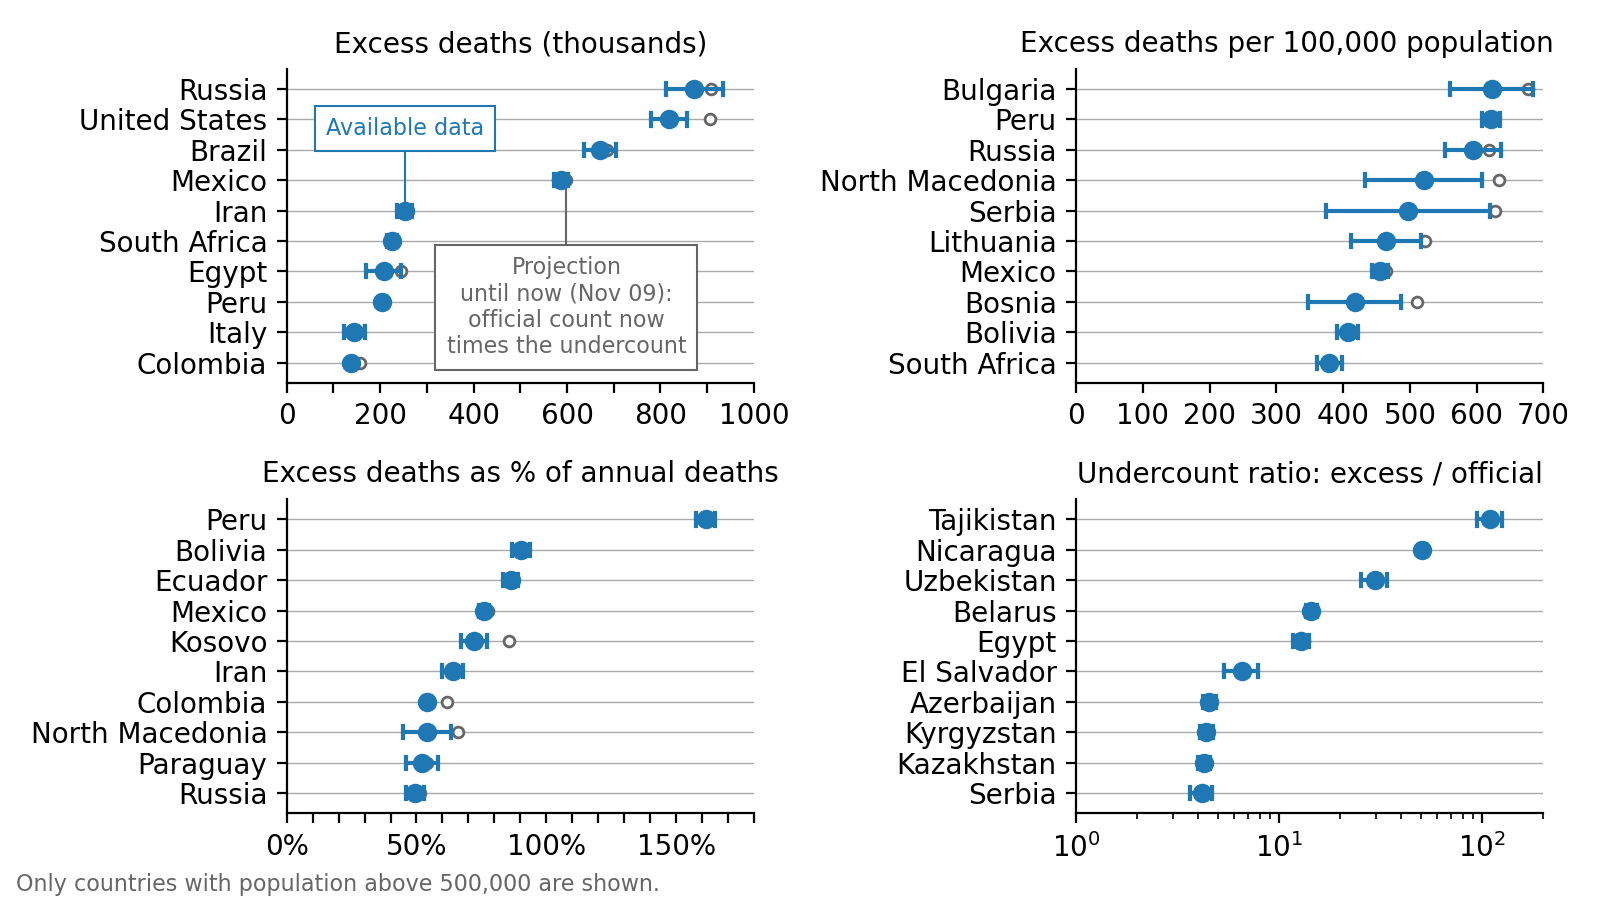 Excess deaths (thousands)
Russia
United States
Brazil
Mexico
Iran
South Africa
Egypt
Peru
Italy
Colombia
Available data
Projection
until now (Nov 09):
official count now
times the undercount
0 200 400 600 800 1000
Excess deaths per 100,000 population
Bulgaria
Peru
Russia
North Macedonia
Serbia
Lithuania
Mexico
Bosnia
Bolivia
South Africa
0 100 200 300 400 500 600 700
Excess deaths as % of annual deaths
Peru
Bolivia
Ecuador
Mexico
Kosovo
Iran
Colombia
North Macedonia
Paraguay
Russia
0% 50% 100% 150%
Undercount ratio: excess / official
Tajikistan
Nicaragua
Uzbekistan
Belarus
Egypt
El Salvador
Azerbaijan
Kyrgyzstan
Kazakhstan
Serbia
10⁰ 10¹ 10²
Only countries with population above 500,000 are shown.